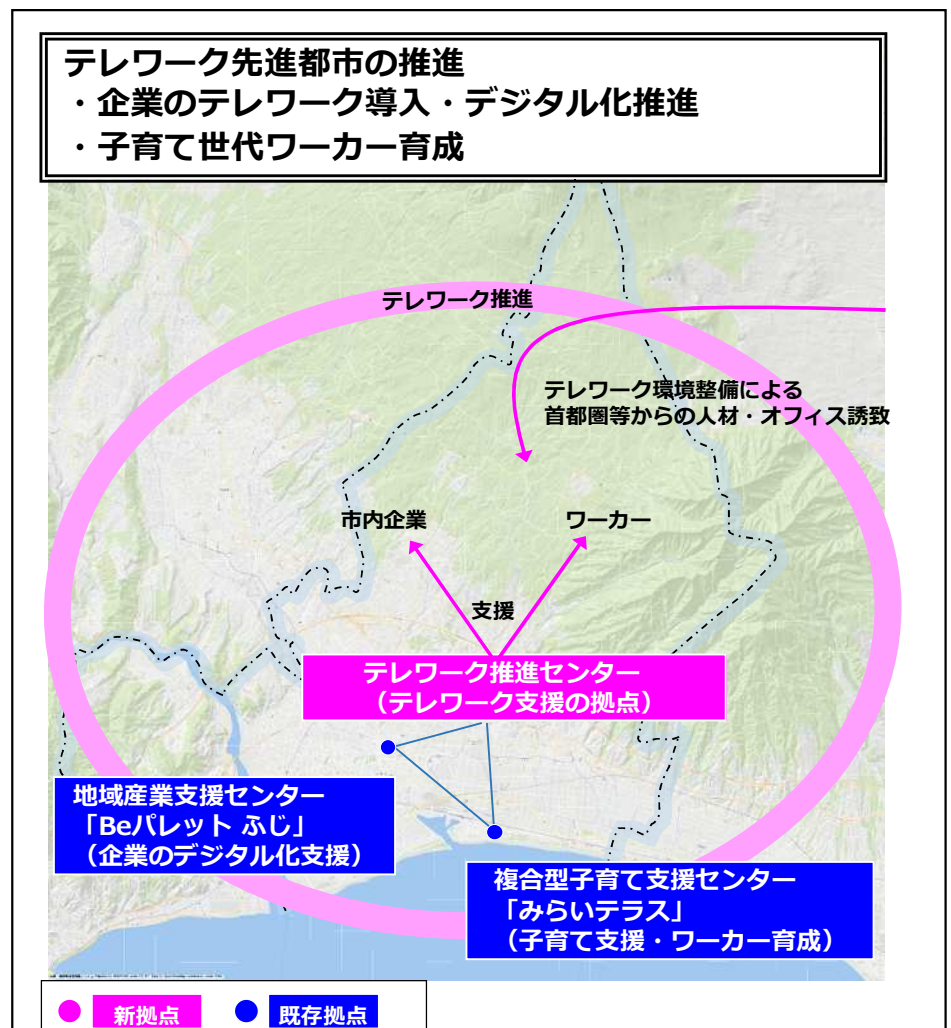 テレワーク先進都市の推進
・企業のテレワーク導入・デジタル化推進
・子育て世代ワーカー育成
テレワーク推進
テレワーク環境整備による
首都圏等からの人材・オフィス誘致
市内企業
ワーカー
支援
テレワーク推進センター
（テレワーク支援の拠点）
地域産業支援センター
「Beパレット ふじ」
（企業のデジタル化支援）
複合型子育て支援センター
「みらいテラス」
（子育て支援・ワーカー育成）
新拠点
既存拠点